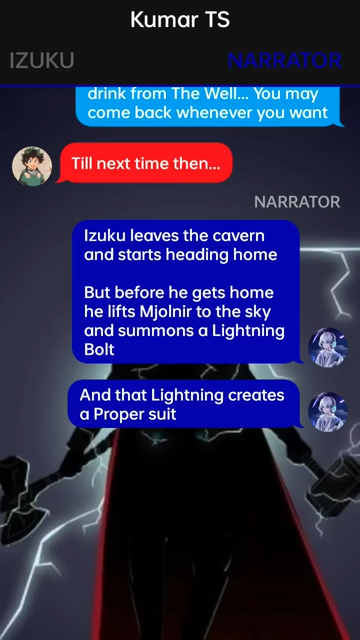 Kumar TS
IZUKU
NARRATOR
drink from The Well... You may
come back whenever you want
Till next time then...
NARRATOR
Izuku leaves the cavern
and starts heading home
But before he gets home
he lifts Mjolnir to the sky
and summons a Lightning
Bolt
And that Lightning creates
a Proper suit